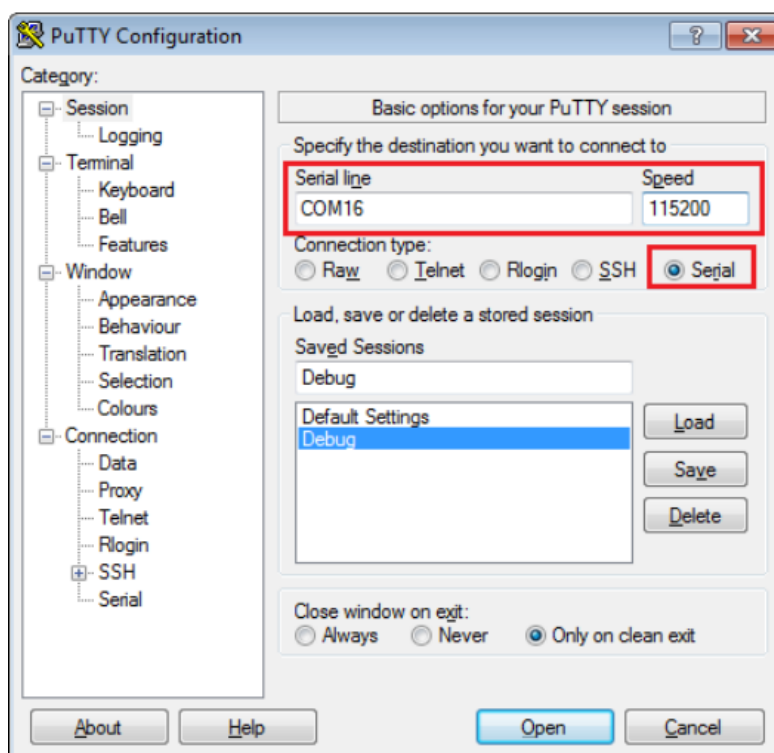 PuTTY Configuration
Category:
Session
Logging
Terminal
Keyboard
Bell
Features
Window
Appearance
Behaviour
Translation
Selection
Colours
Connection
Data
Proxy
Telnet
Rlogin
SSH
Serial
Basic options for your PuTTY session
Specify the destination you want to connect to
Serial line Speed
COM16 115200
Connection type:
Raw Telnet Rlogin SSH Serial
Load, save or delete a stored session
Saved Sessions
Debug
Default Settings
Debug
Load
Save
Delete
Close window on exit:
Always Never Only on clean exit
About Help Open Cancel